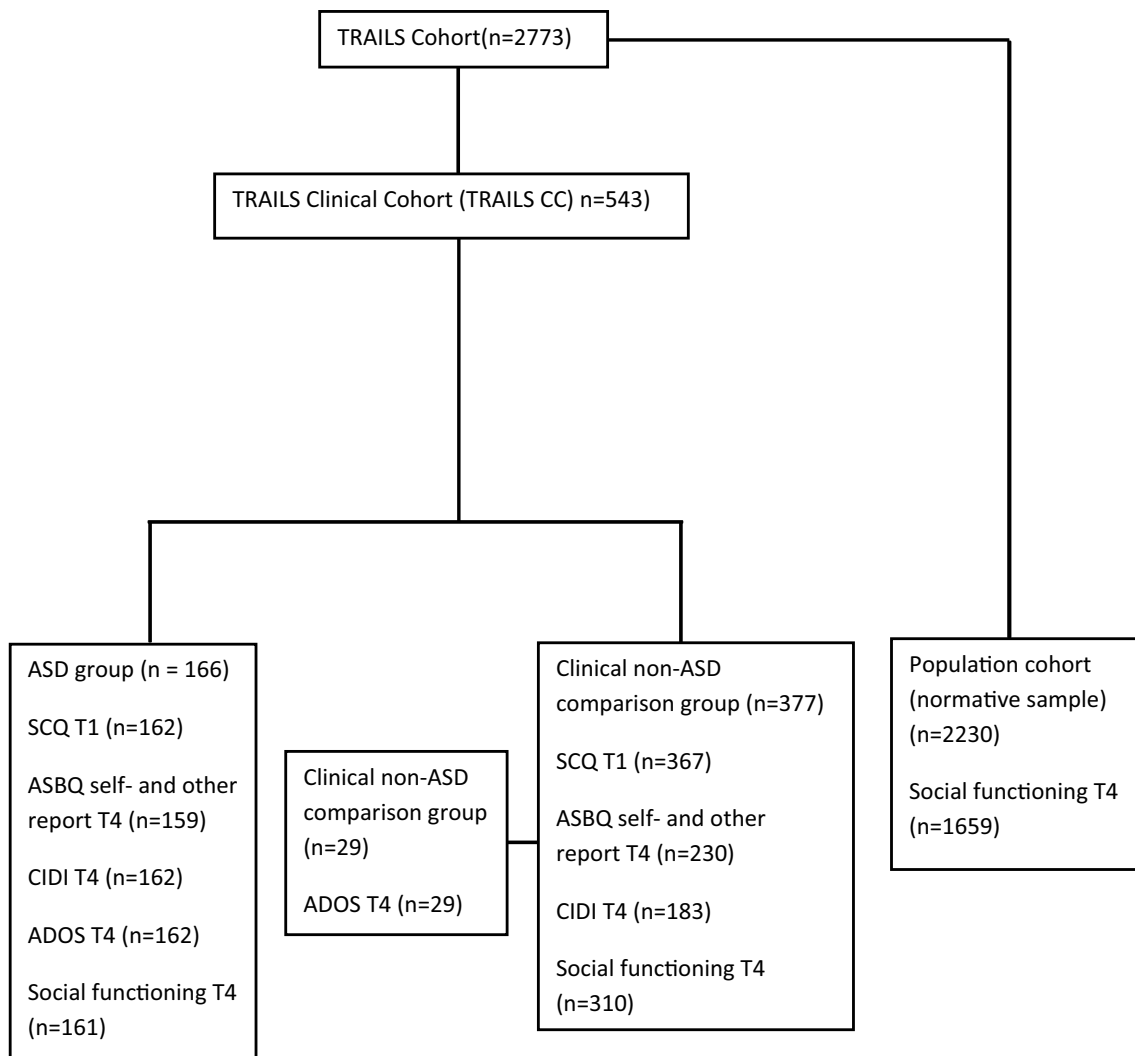 TRAILS Cohort(n=2773)
TRAILS Clinical Cohort (TRAILS CC) n=543)
ASD group (n = 166)
SCQ T1 (n=162)
ASBQ self- and other
report T4 (n=159)
CIDI T4 (n=162)
ADOS T4 (n=162)
Social functioning T4
(n=161)
Clinical non-ASD
comparison group
(n=29)
ADOS T4 (n=29)
Clinical non-ASD
comparison group (n=377)
SCQ T1 (n=367)
ASBQ self- and other
report T4 (n=230)
CIDI T4 (n=183)
Social functioning T4
(n=310)
Population cohort
(normative sample)
(n=2230)
Social functioning T4
(n=1659)